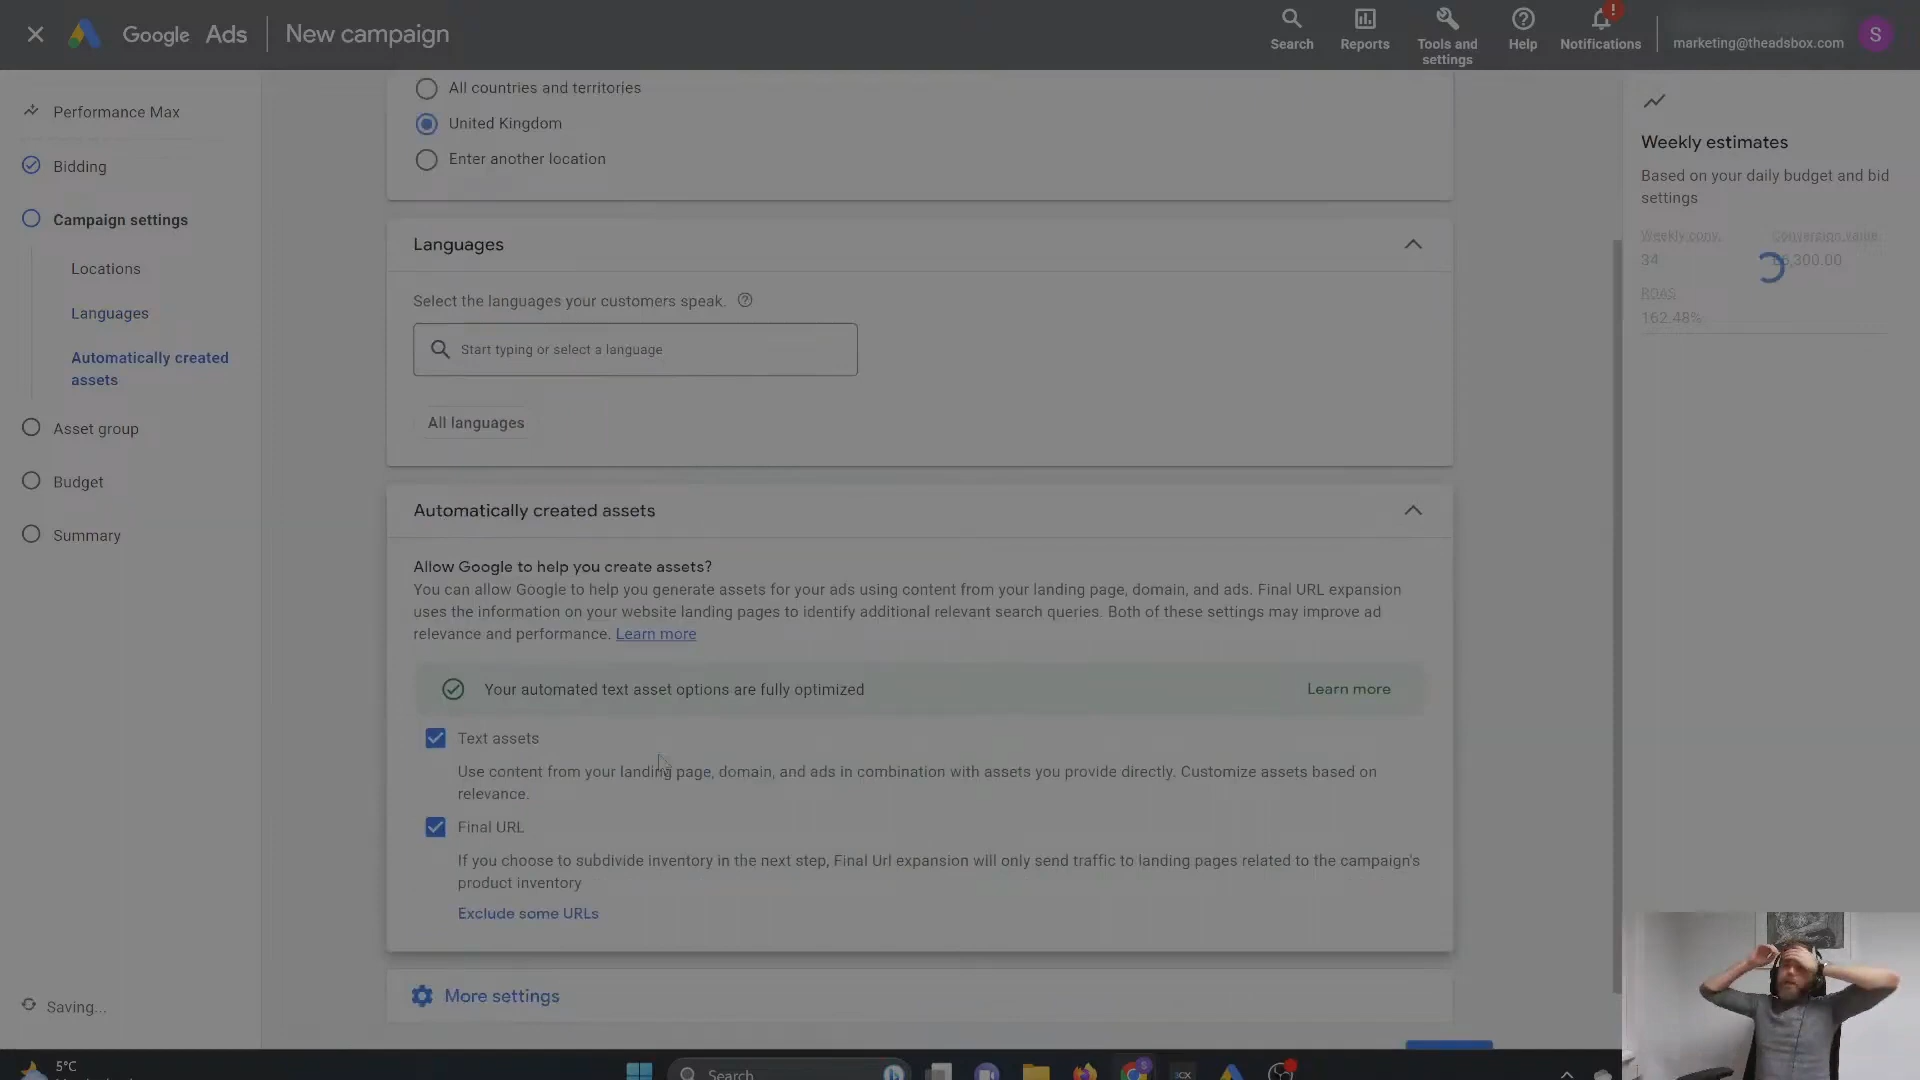 Google Ads
New campaign
Search
Reports
Tools and
settings
Help
Notifications
!
marketing@theadsbox.com
S
Performance Max
Bidding
Campaign settings
Locations
Languages
Automatically created
assets
Asset group
Budget
Summary
Saving...
All countries and territories
United Kingdom
Enter another location
Languages
Select the languages your customers speak.
Start typing or select a language
All languages
Automatically created assets
Allow Google to help you create assets?
You can allow Google to help you generate assets for your ads using content from your landing page, domain, and ads. Final URL expansion
uses the information on your website landing pages to identify additional relevant search queries. Both of these settings may improve ad
relevance and performance. Learn more
Your automated text asset options are fully optimized
Learn more
Text assets
Use content from your landing page, domain, and ads in combination with assets you provide directly. Customize assets based on
relevance.
Final URL
If you choose to subdivide inventory in the next step, Final Url expansion will only send traffic to landing pages related to the campaign's
product inventory
Exclude some URLs
More settings
Weekly estimates
Based on your daily budget and bid
settings
Weekly conv.
Conversion value
34
,300.00
ROAS
162.48%
5°C
Search